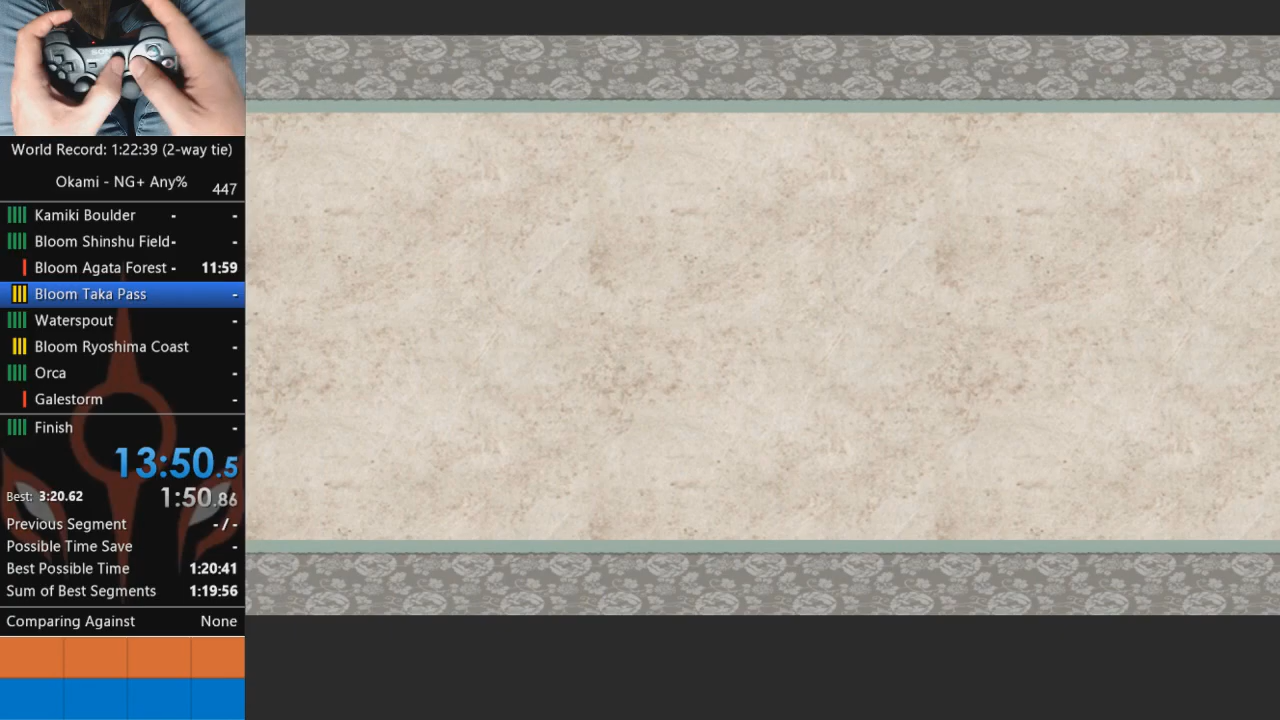 World Record: 1:22:39 (2-way tie)
Okami - NG+ Any% 447
Kamiki Boulder - -
Bloom Shinshu Field- -
Bloom Agata Forest - 11:59
Bloom Taka Pass -
Waterspout -
Bloom Ryoshima Coast -
Orca -
Galestorm -
Finish -
13:50.5
Best: 3:20.62 1:50.86
Previous Segment - / -
Possible Time Save -
Best Possible Time 1:20:41
Sum of Best Segments 1:19:56
Comparing Against None